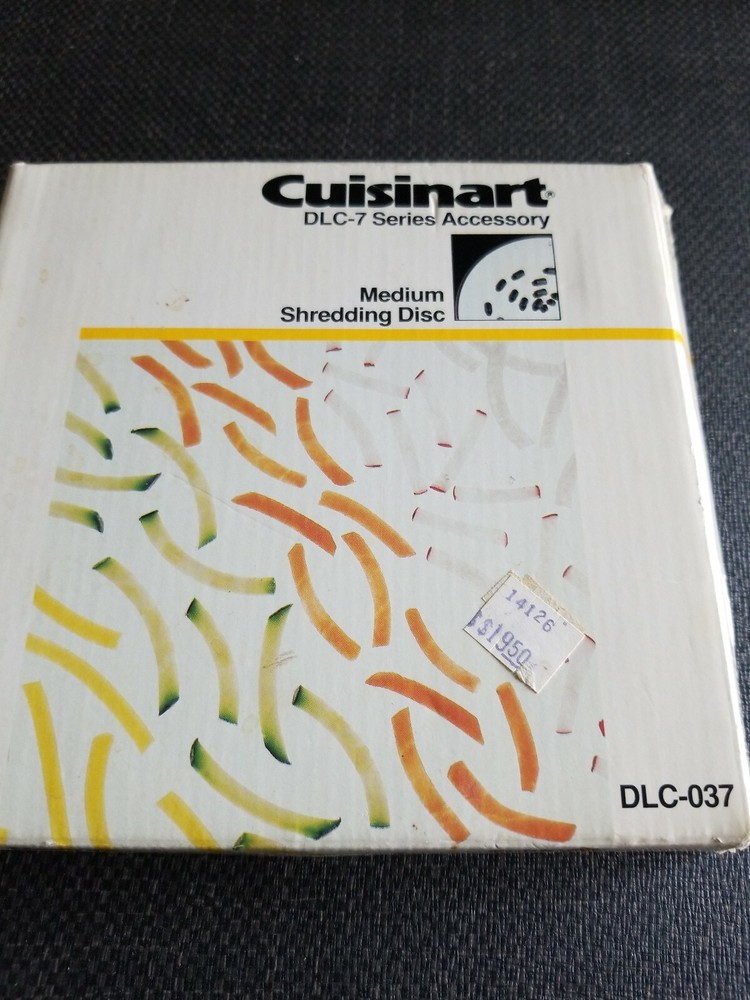 Cuisinart®
DLC-7 Series Accessory
Medium
Shredding Disc
14126
$1950
DLC-037